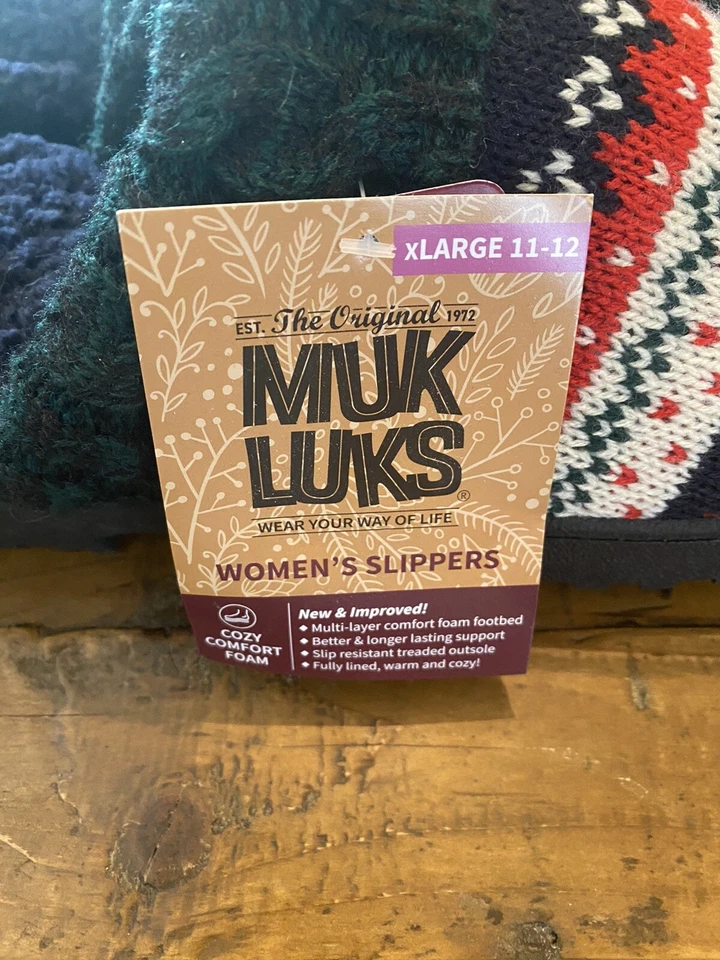 xLARGE 11-12
EST. The Original 1972
MUK
LUKS®
WEAR YOUR WAY OF LIFE
WOMEN'S SLIPPERS
COZY
COMFORT
FOAM
New & Improved!
◆ Multi-layer comfort foam footbed
◆ Better & longer lasting support
◆ Slip resistant treaded outsole
◆ Fully lined, warm and cozy!